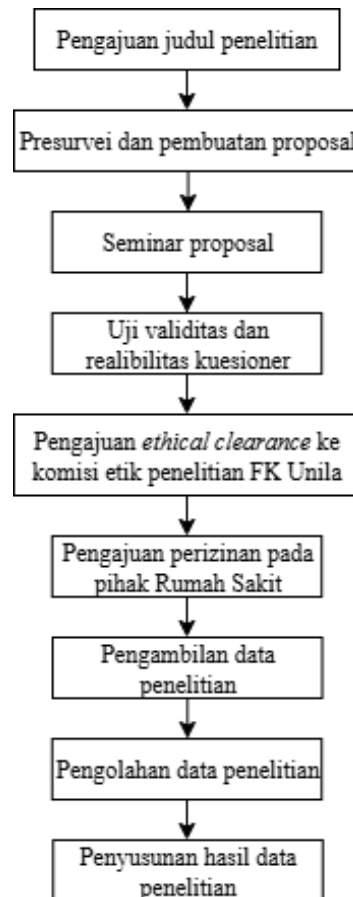 Pengajuan judul penelitian
Presurvei dan pembuatan proposal
Seminar proposal
Uji validitas dan
realibilitas kuesioner
Pengajuan ethical clearance ke
komisi etik penelitian FK Unila
Pengajuan perizinan pada
pihak Rumah Sakit
Pengambilan data
penelitian
Pengolahan data penelitian
Penyusunan hasil data
penelitian